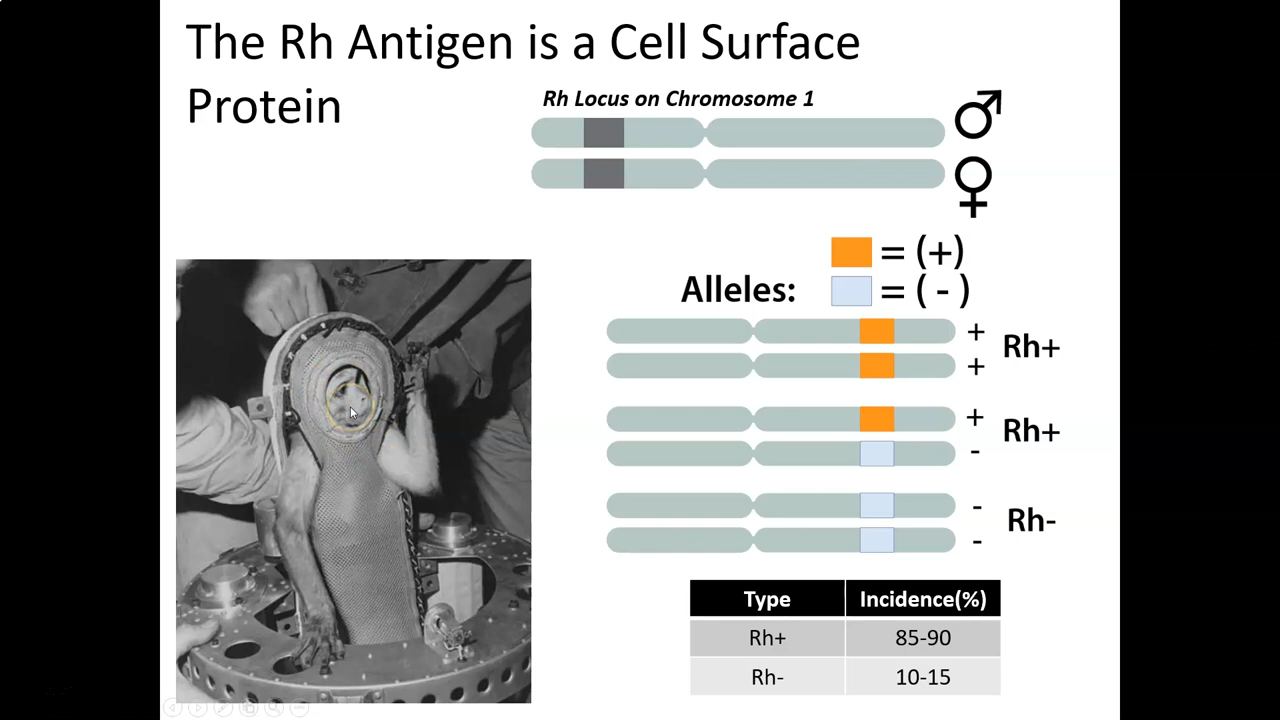 The Rh Antigen is a Cell Surface
Protein
Rh Locus on Chromosome 1
♂
♀
= (+)
Alleles:
= ( - )
+
+
Rh+
+
-
Rh+
-
-
Rh-
Type Incidence(%)
Rh+ 85-90
Rh- 10-15